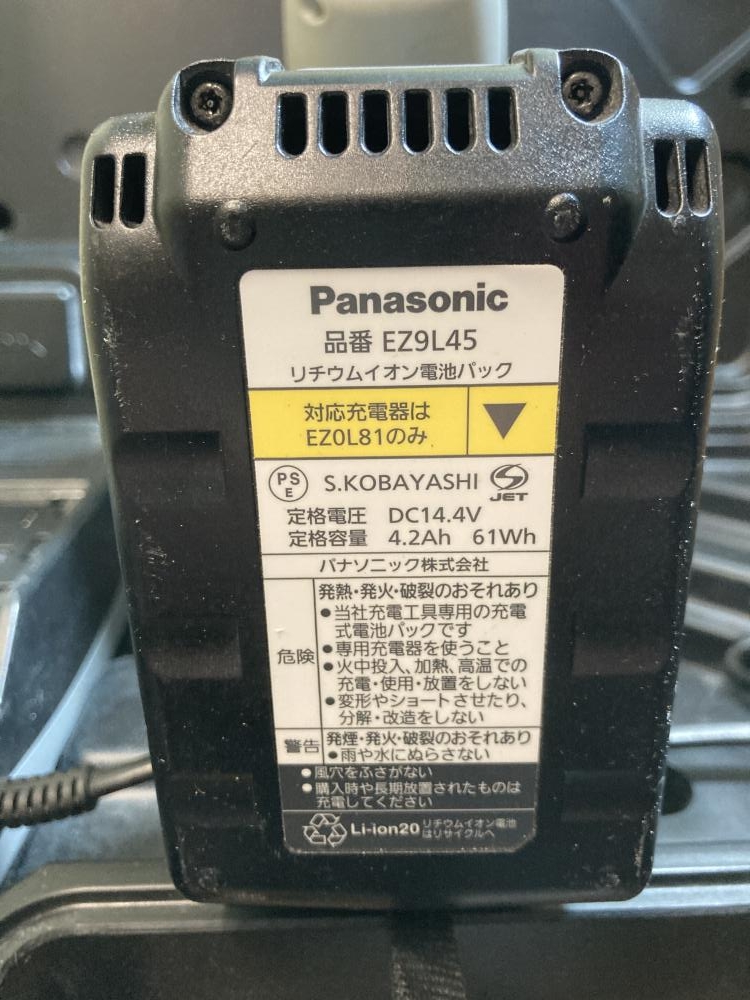 Panasonic
品番 EZ9L45
リチウムイオン電池パック
対応充電器は
EZ0L81のみ
PS
E
S.KOBAYASHI
JET
定格電圧 DC14.4V
定格容量 4.2Ah 61Wh
パナソニック株式会社
危険
発熱・発火・破裂のおそれあり
●当社充電工具専用の充電
式電池パックです
●専用充電器を使うこと
●火中投入、加熱、高温での
充電・使用・放置をしない
●変形やショートさせたり、
分解・改造をしない
警告
発煙・発火・破裂のおそれあり
●雨や水にぬらさない
●風穴をふさがない
●購入時や長期放置されたものは
充電してください
Li-ion20
リチウムイオン電池
はリサイクルへ